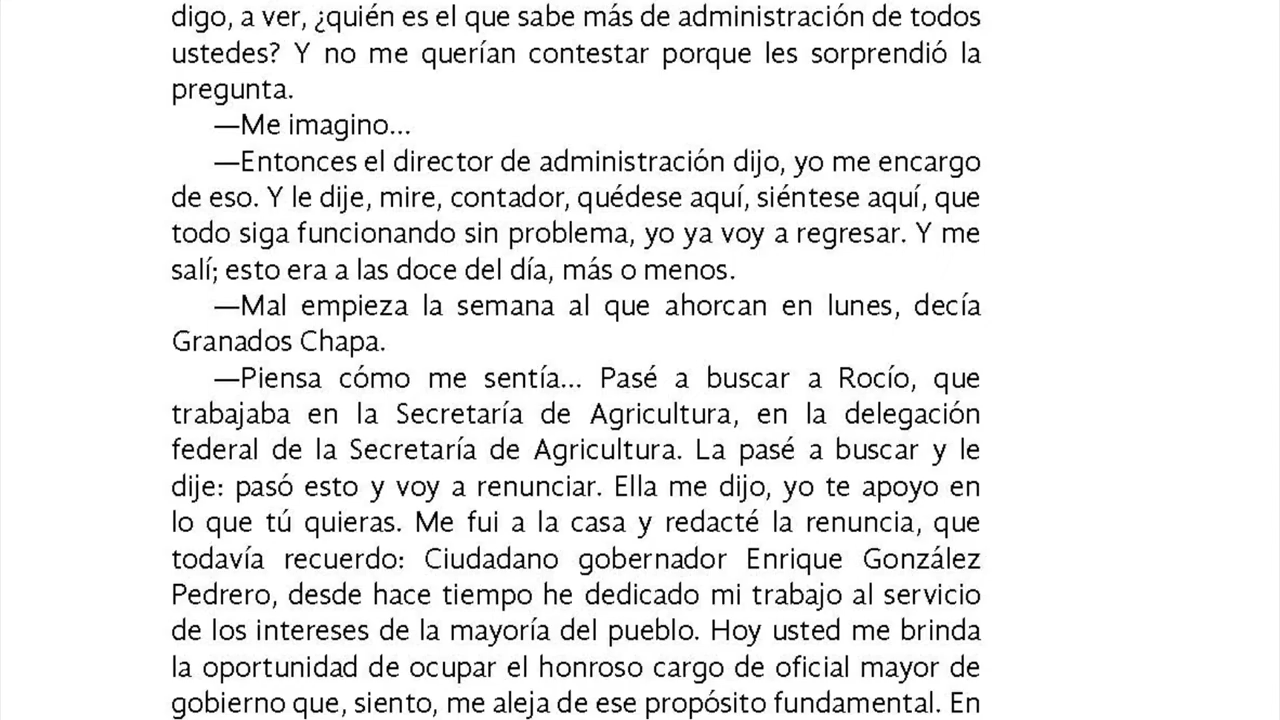 digo, a ver, ¿quién es el que sabe más de administración de todos
ustedes? Y no me querían contestar porque les sorprendió la
pregunta.
—Me imagino...
—Entonces el director de administración dijo, yo me encargo
de eso. Y le dije, mire, contador, quédese aquí, siéntese aquí, que
todo siga funcionando sin problema, yo ya voy a regresar. Y me
salí; esto era a las doce del día, más o menos.
—Mal empieza la semana al que ahorcan en lunes, decía
Granados Chapa.
—Piensa cómo me sentía... Pasé a buscar a Rocío, que
trabajaba en la Secretaría de Agricultura, en la delegación
federal de la Secretaría de Agricultura. La pasé a buscar y le
dije: pasó esto y voy a renunciar. Ella me dijo, yo te apoyo en
lo que tú quieras. Me fui a la casa y redacté la renuncia, que
todavía recuerdo: Ciudadano gobernador Enrique González
Pedrero, desde hace tiempo he dedicado mi trabajo al servicio
de los intereses de la mayoría del pueblo. Hoy usted me brinda
la oportunidad de ocupar el honroso cargo de oficial mayor de
gobierno que, siento, me aleja de ese propósito fundamental. En